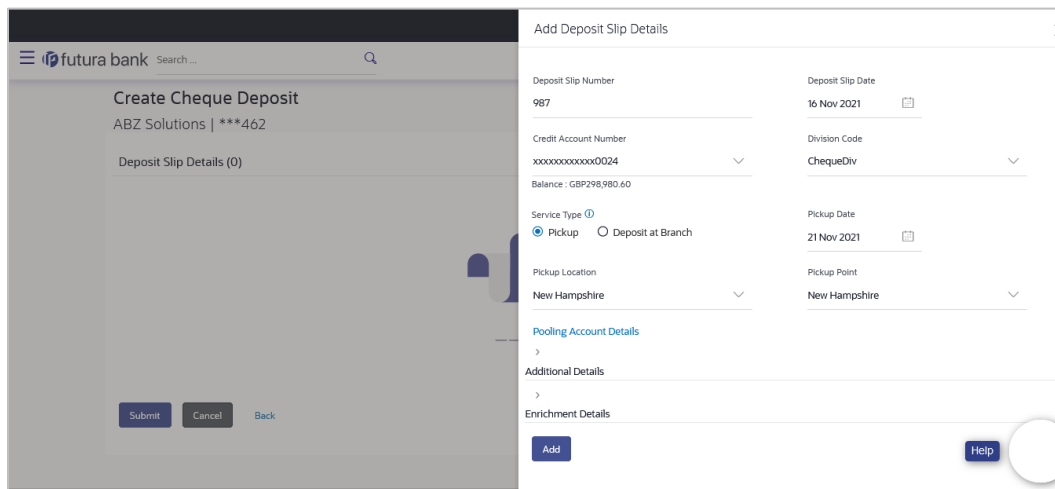 futura bank Search ...
Create Cheque Deposit
ABZ Solutions | ***462
Deposit Slip Details (0)
Submit Cancel Back
Add Deposit Slip Details
Deposit Slip Number Deposit Slip Date
987 16 Nov 2021
Credit Account Number Division Code
xxxxxxxxxxxx0024 ChequeDiv
Balance : GBP298,980.60
Service Type Pickup Date
Pickup Deposit at Branch 21 Nov 2021
Pickup Location Pickup Point
New Hampshire New Hampshire
Pooling Account Details
Additional Details
Enrichment Details
Add Help